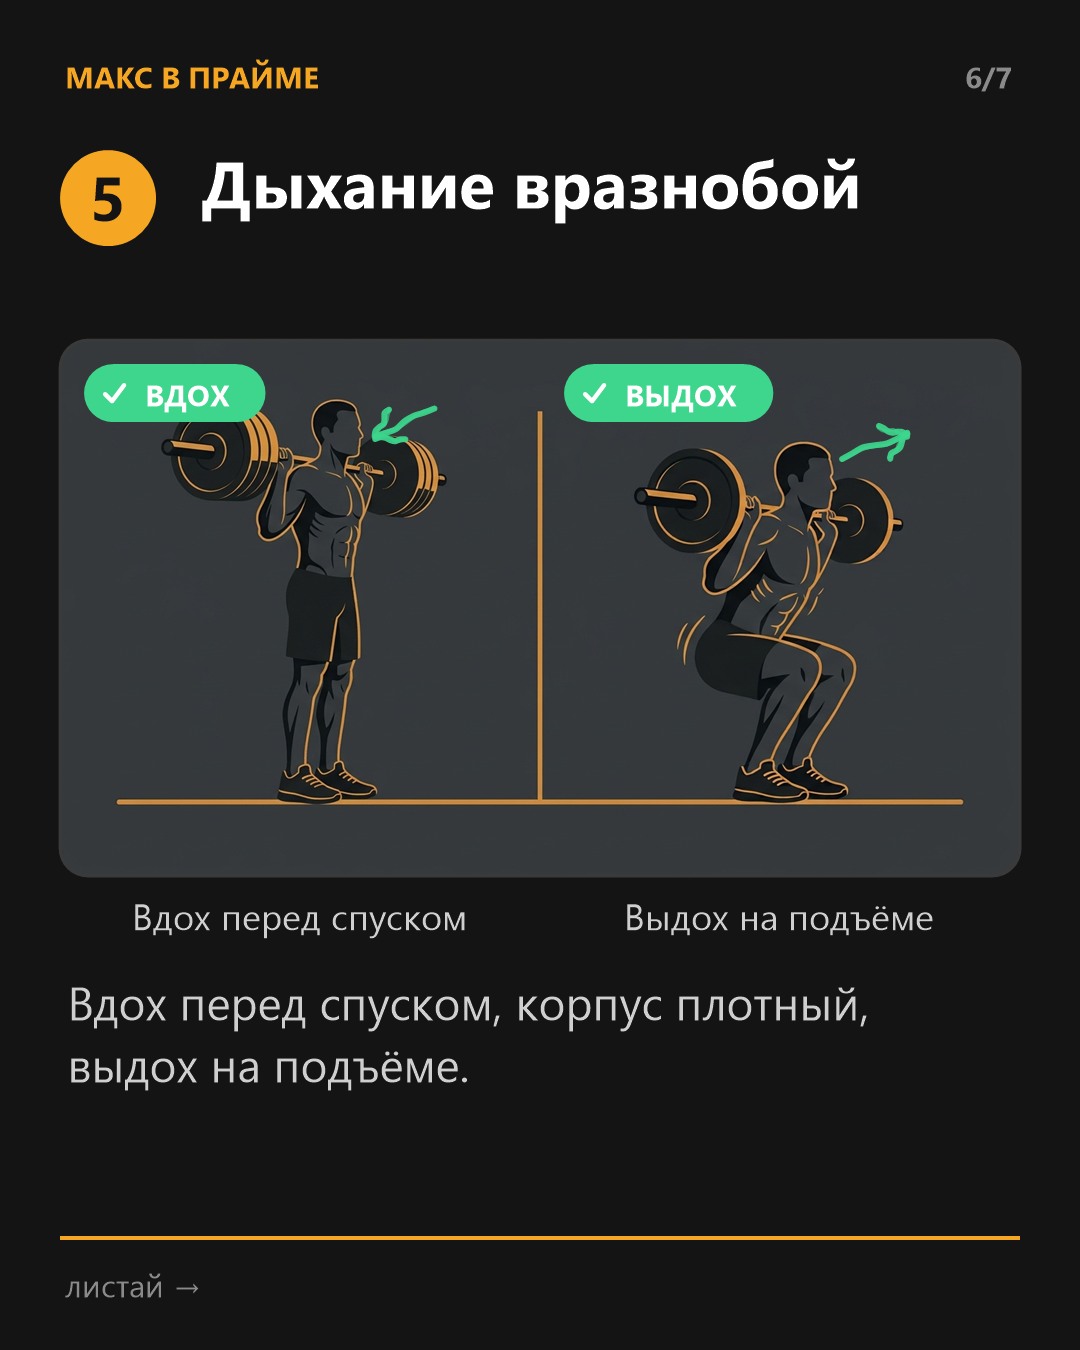 МАКС В ПРАЙМЕ
6/7
5
Дыхание вразнобой
ВДОХ
ВЫДОХ
Вдох перед спуском
Выдох на подъёме
Вдох перед спуском, корпус плотный,
выдох на подъёме.
листай →